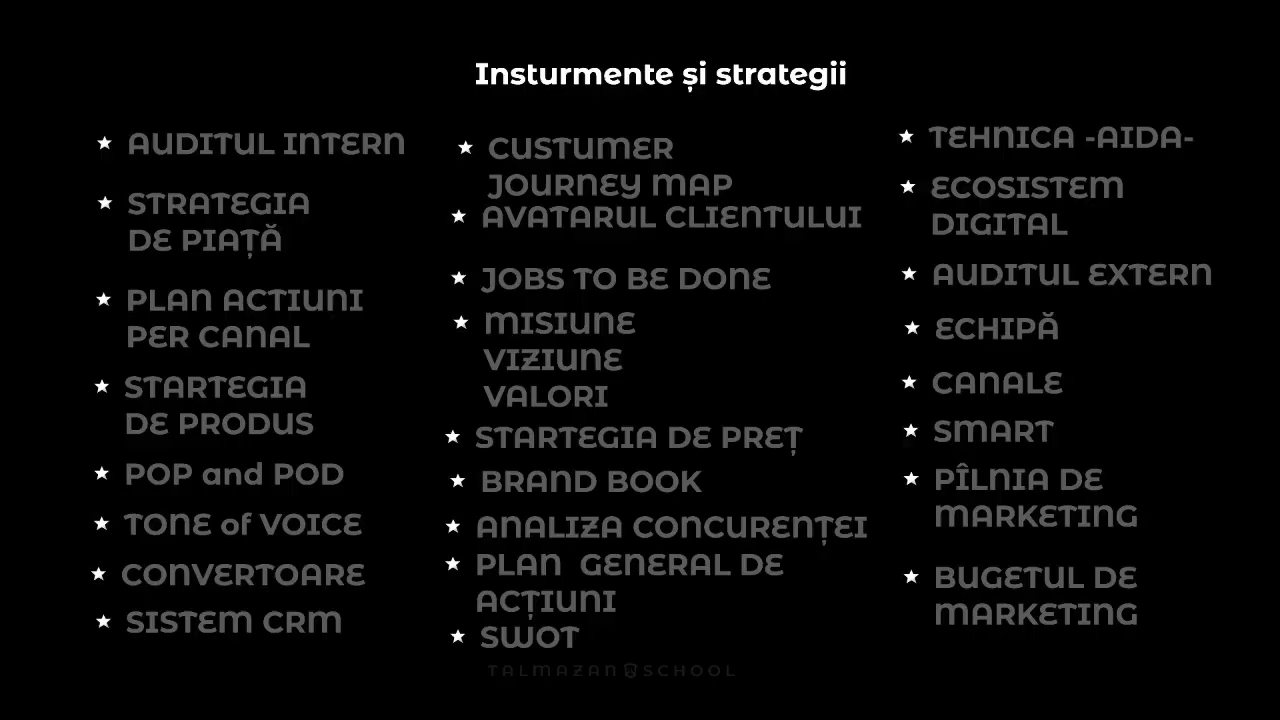 Insturmente și strategii
AUDITUL INTERN
STRATEGIA
DE PIAȚĂ
PLAN ACTIUNI
PER CANAL
STARTEGIA
DE PRODUS
POP and POD
TONE of VOICE
CONVERTOARE
SISTEM CRM
CUSTUMER
JOURNEY MAP
AVATARUL CLIENTULUI
JOBS TO BE DONE
MISIUNE
VIZIUNE
VALORI
STARTEGIA DE PREȚ
BRAND BOOK
ANALIZA CONCURENȚEI
PLAN GENERAL DE
ACȚIUNI
SWOT
TEHNICA -AIDA-
ECOSISTEM
DIGITAL
AUDITUL EXTERN
ECHIPĂ
CANALE
SMART
PÎLNIA DE
MARKETING
BUGETUL DE
MARKETING
TALMAZAN SCHOOL